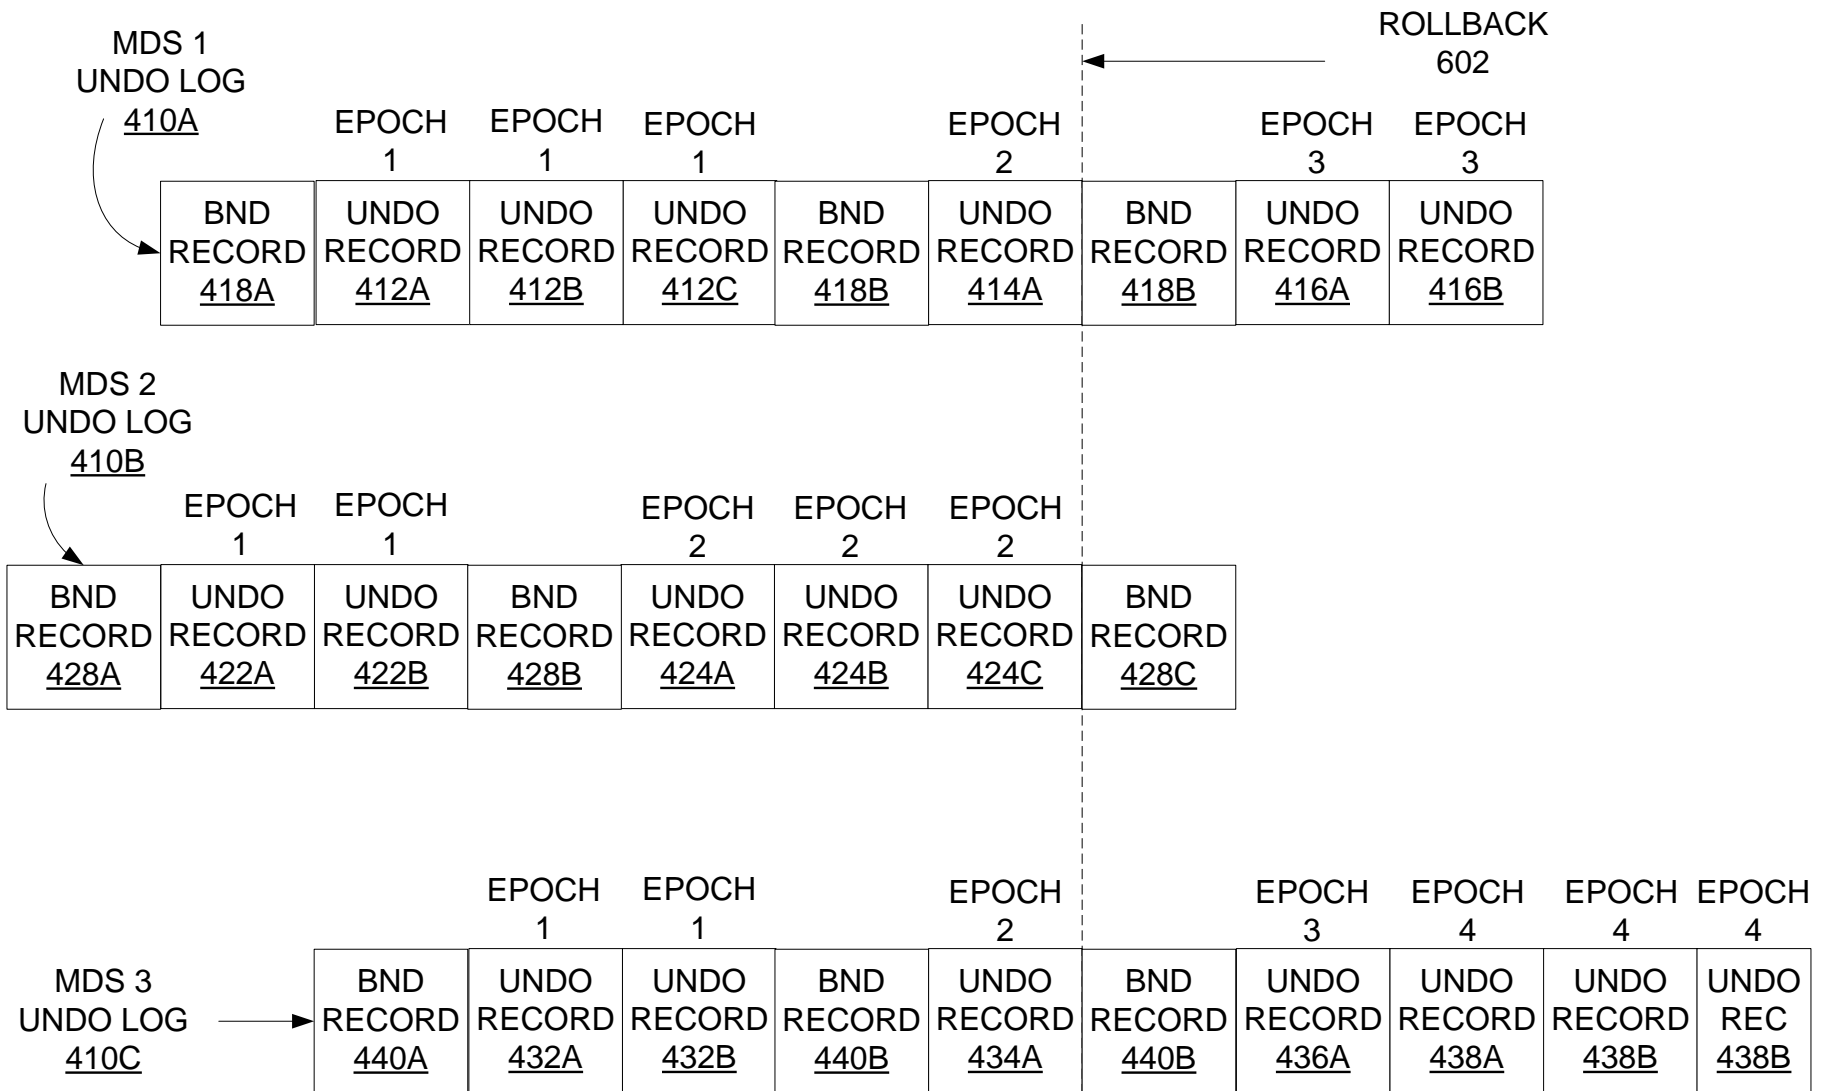 ROLLBACK
602
MDS 1
UNDO LOG
410A
EPOCH EPOCH EPOCH EPOCH EPOCH EPOCH
1 1 1 2 3 3
BND UNDO UNDO UNDO BND UNDO BND UNDO UNDO
RECORD RECORD RECORD RECORD RECORD RECORD RECORD RECORD RECORD
418A 412A 412B 412C 418B 414A 418B 416A 416B
MDS 2
UNDO LOG
410B
EPOCH EPOCH EPOCH EPOCH EPOCH
1 1 2 2 2
BND UNDO UNDO BND UNDO UNDO UNDO BND
RECORD RECORD RECORD RECORD RECORD RECORD RECORD RECORD
428A 422A 422B 428B 424A 424B 424C 428C
EPOCH EPOCH EPOCH EPOCH EPOCH EPOCH EPOCH
1 1 2 3 4 4 4
MDS 3
UNDO LOG
410C
BND UNDO UNDO BND UNDO BND UNDO UNDO UNDO UNDO
RECORD RECORD RECORD RECORD RECORD RECORD RECORD RECORD RECORD REC
440A 432A 432B 440B 434A 440B 436A 438A 438B 438B